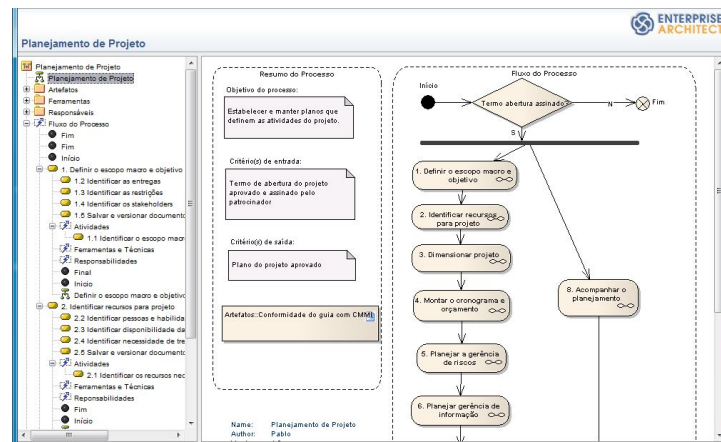 ENTERPRISE
ARCHITECT
Planejamento de Projeto
Planejamento de Projeto
Planejamento de Projeto
Artefatos
Ferramentas
Responsáveis
Fluxo do Processo
Fim
Fim
Início
1. Definir o escopo macro e objetivo
1.2 Identificar as entregas
1.3 Identificar as restrições
1.4 Identificar os stakeholders
1.5 Salvar e versionar documento
Atividades
1.1 Identificar o escopo macr
Ferramentas e Técnicas
Responsabilidades
Final
Inicio
Definir o escopo macro e objetivo
2. Identificar recursos para projeto
2.2 Identificar pessoas e habilida
2.3 Identificar disponibilidade da
2.4 Identificar necessidade de tre
2.5 Salvar e versionar documento
Atividades
2.1 Identificar os recursos nec
Ferramentas e Técnicas
Reponsabilidades
Fim
Início
Resumo do Processo
Objetivo do processo:
Estabelecer e manter planos que
definem as atividades do projeto.
Critério(s) de entrada:
Termo de abertura do projeto
aprovado e assinado pelo
patrocinador
Critério(s) de saída:
Plano do projeto aprovado
Artefatos::Conformidade do guia com CMMI
Name: Planejamento de Projeto
Author: Pablo
Fluxo do Processo
Início
Termo abertura assinado?
N
Fim
S
1. Definir o escopo macro e
objetivo
2. Identificar recursos
para projeto
3. Dimensionar projeto
4. Montar o cronograma e
orçamento
8. Acompanhar o
planejamento
5. Planejar a gerência
de riscos
6. Planejar gerência de
informação